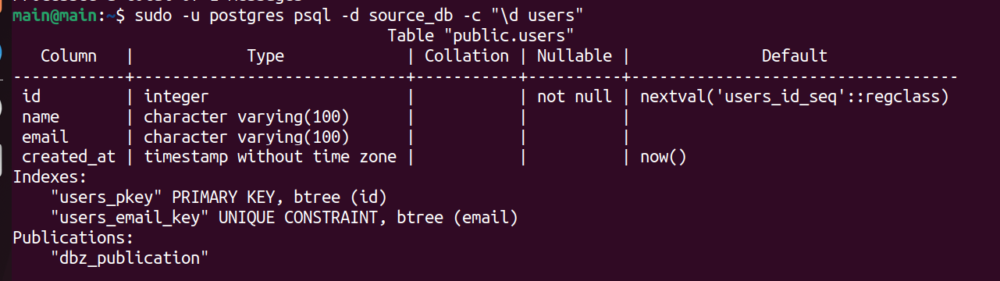 main@main:~$ sudo -u postgres psql -d source_db -c "\d users"
                                        Table "public.users"
   Column   |            Type             | Collation | Nullable |              Default
------------+-----------------------------+-----------+----------+-----------------------------------
 id         | integer                     |           | not null | nextval('users_id_seq'::regclass)
 name       | character varying(100)      |           |          |
 email      | character varying(100)      |           |          |
 created_at | timestamp without time zone |           |          | now()
Indexes:
    "users_pkey" PRIMARY KEY, btree (id)
    "users_email_key" UNIQUE CONSTRAINT, btree (email)
Publications:
    "dbz_publication"